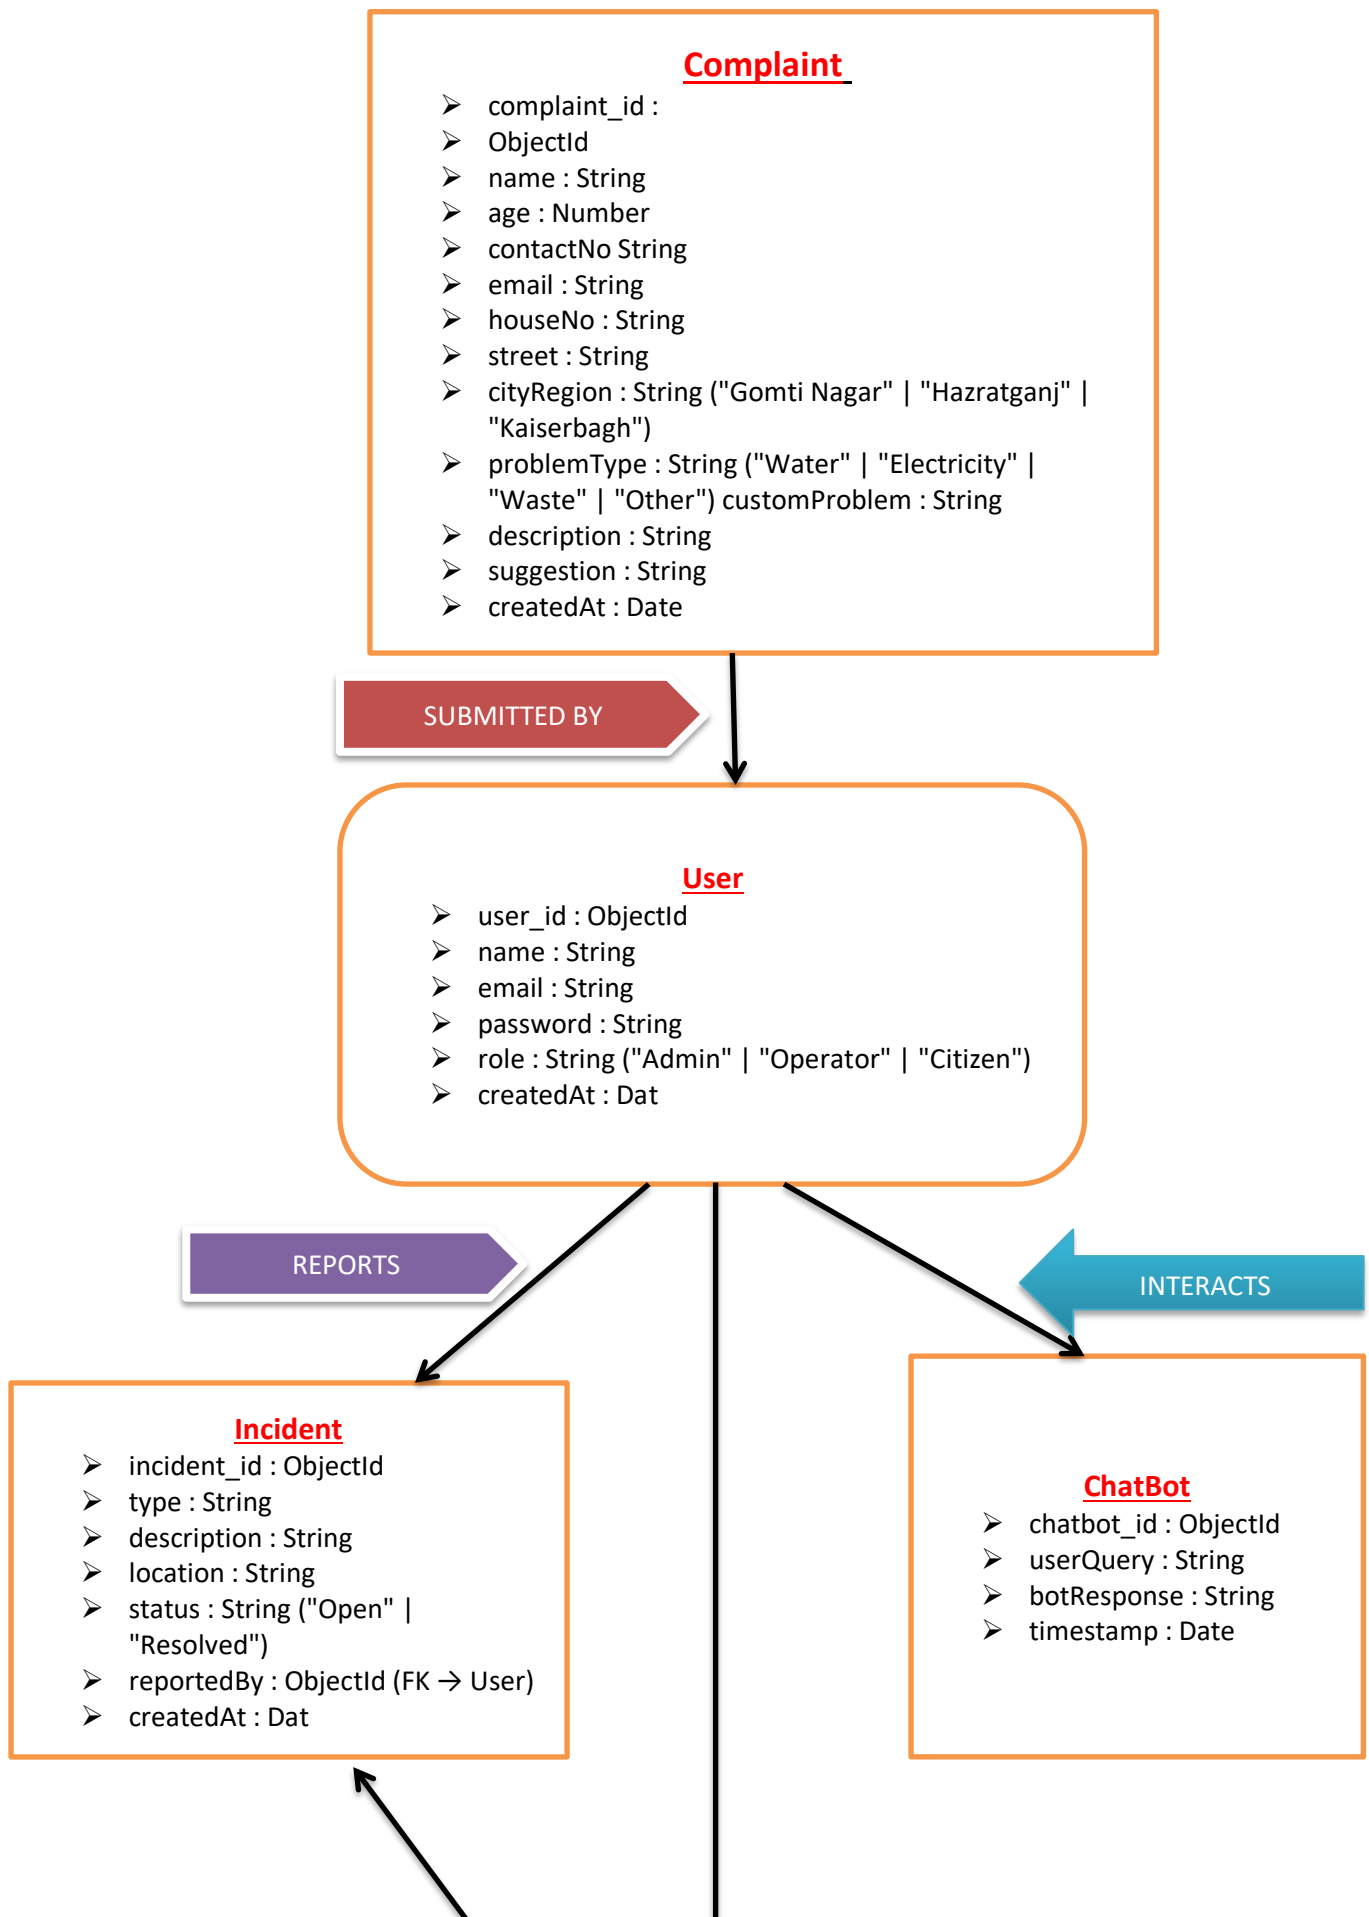 Complaint
➢ complaint_id :
➢ ObjectId
➢ name : String
➢ age : Number
➢ contactNo String
➢ email : String
➢ houseNo : String
➢ street : String
➢ cityRegion : String ("Gomti Nagar" | "Hazratganj" |
"Kaiserbagh")
➢ problemType : String ("Water" | "Electricity" |
"Waste" | "Other") customProblem : String
➢ description : String
➢ suggestion : String
➢ createdAt : Date
SUBMITTED BY
User
➢ user_id : ObjectId
➢ name : String
➢ email : String
➢ password : String
➢ role : String ("Admin" | "Operator" | "Citizen")
➢ createdAt : Dat
REPORTS
INTERACTS
Incident
➢ incident_id : ObjectId
➢ type : String
➢ description : String
➢ location : String
➢ status : String ("Open" |
"Resolved")
➢ reportedBy : ObjectId (FK → User)
➢ createdAt : Dat
ChatBot
➢ chatbot_id : ObjectId
➢ userQuery : String
➢ botResponse : String
➢ timestamp : Date